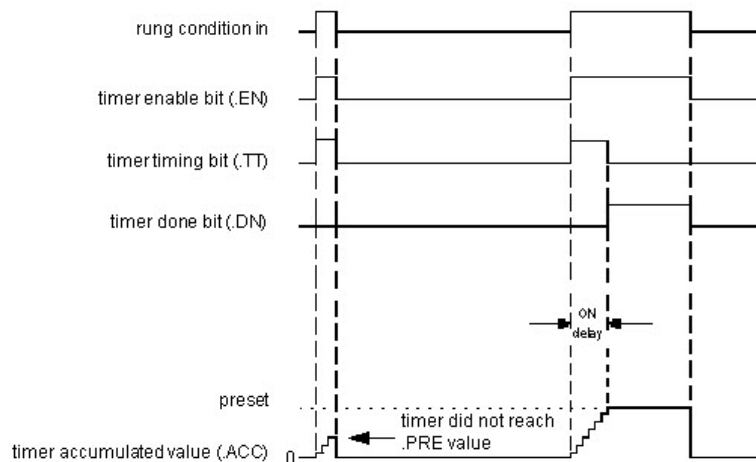 rung condition in
timer enable bit (.EN)
timer timing bit (.TT)
timer done bit (.DN)
ON
delay
preset
timer did not reach
.PRE value
timer accumulated value (.ACC)
0